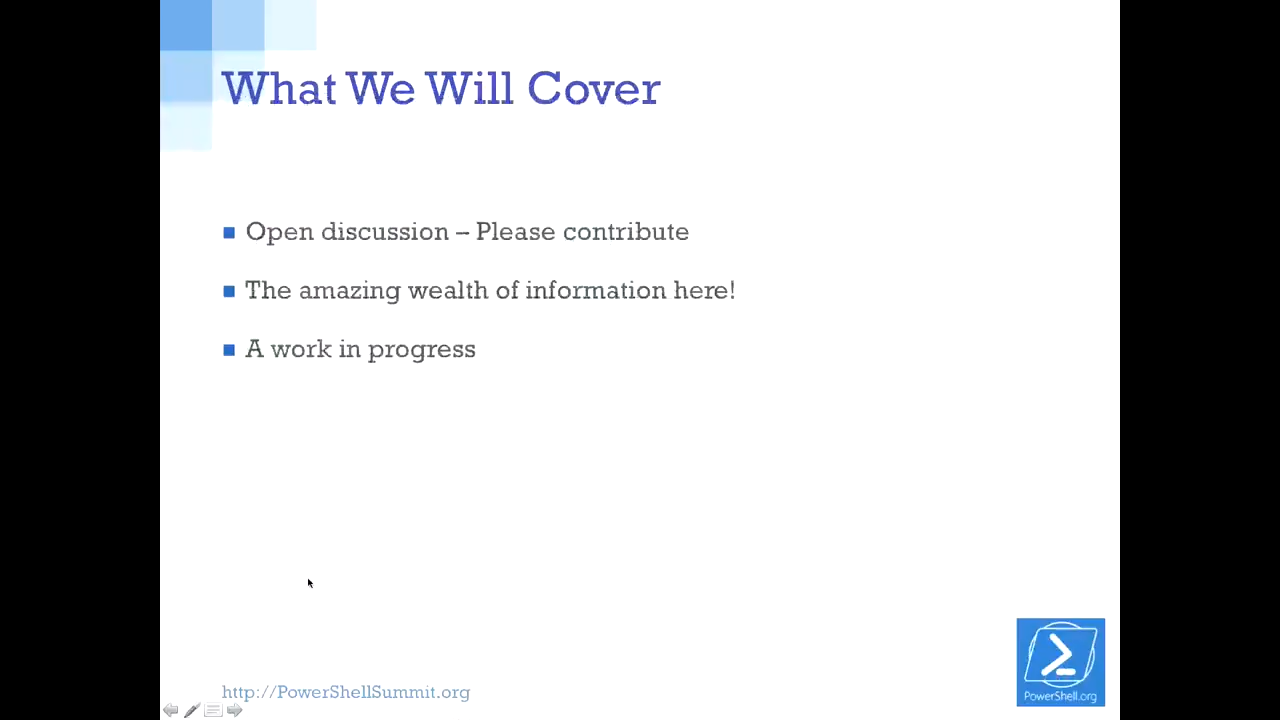 What We Will Cover
Open discussion – Please contribute
The amazing wealth of information here!
A work in progress
http://PowerShellSummit.org
PowerShell.org